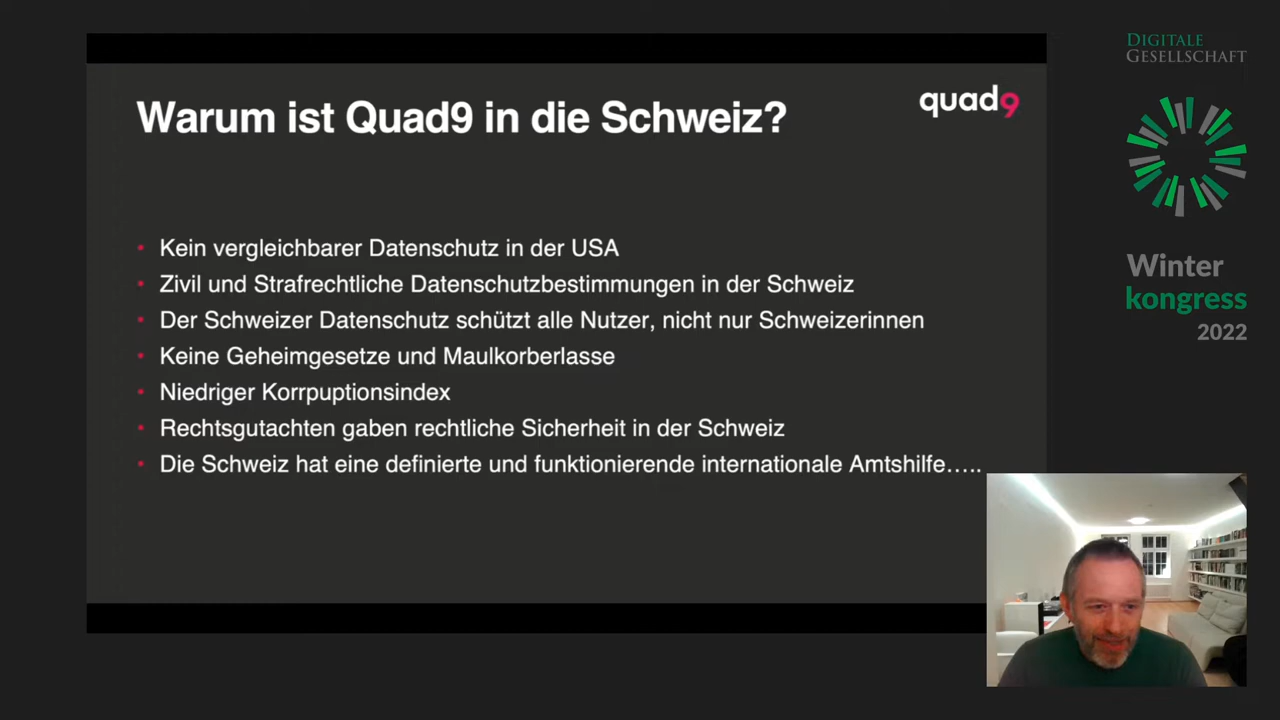 Warum ist Quad9 in die Schweiz?
quad9
Kein vergleichbarer Datenschutz in der USA
Zivil und Strafrechtliche Datenschutzbestimmungen in der Schweiz
Der Schweizer Datenschutz schützt alle Nutzer, nicht nur Schweizerinnen
Keine Geheimgesetze und Maulkorberlasse
Niedriger Korrpuptionsindex
Rechtsgutachten gaben rechtliche Sicherheit in der Schweiz
Die Schweiz hat eine definierte und funktionierende internationale Amtshilfe…..
DIGITALE
GESELLSCHAFT
Winter
kongress
2022